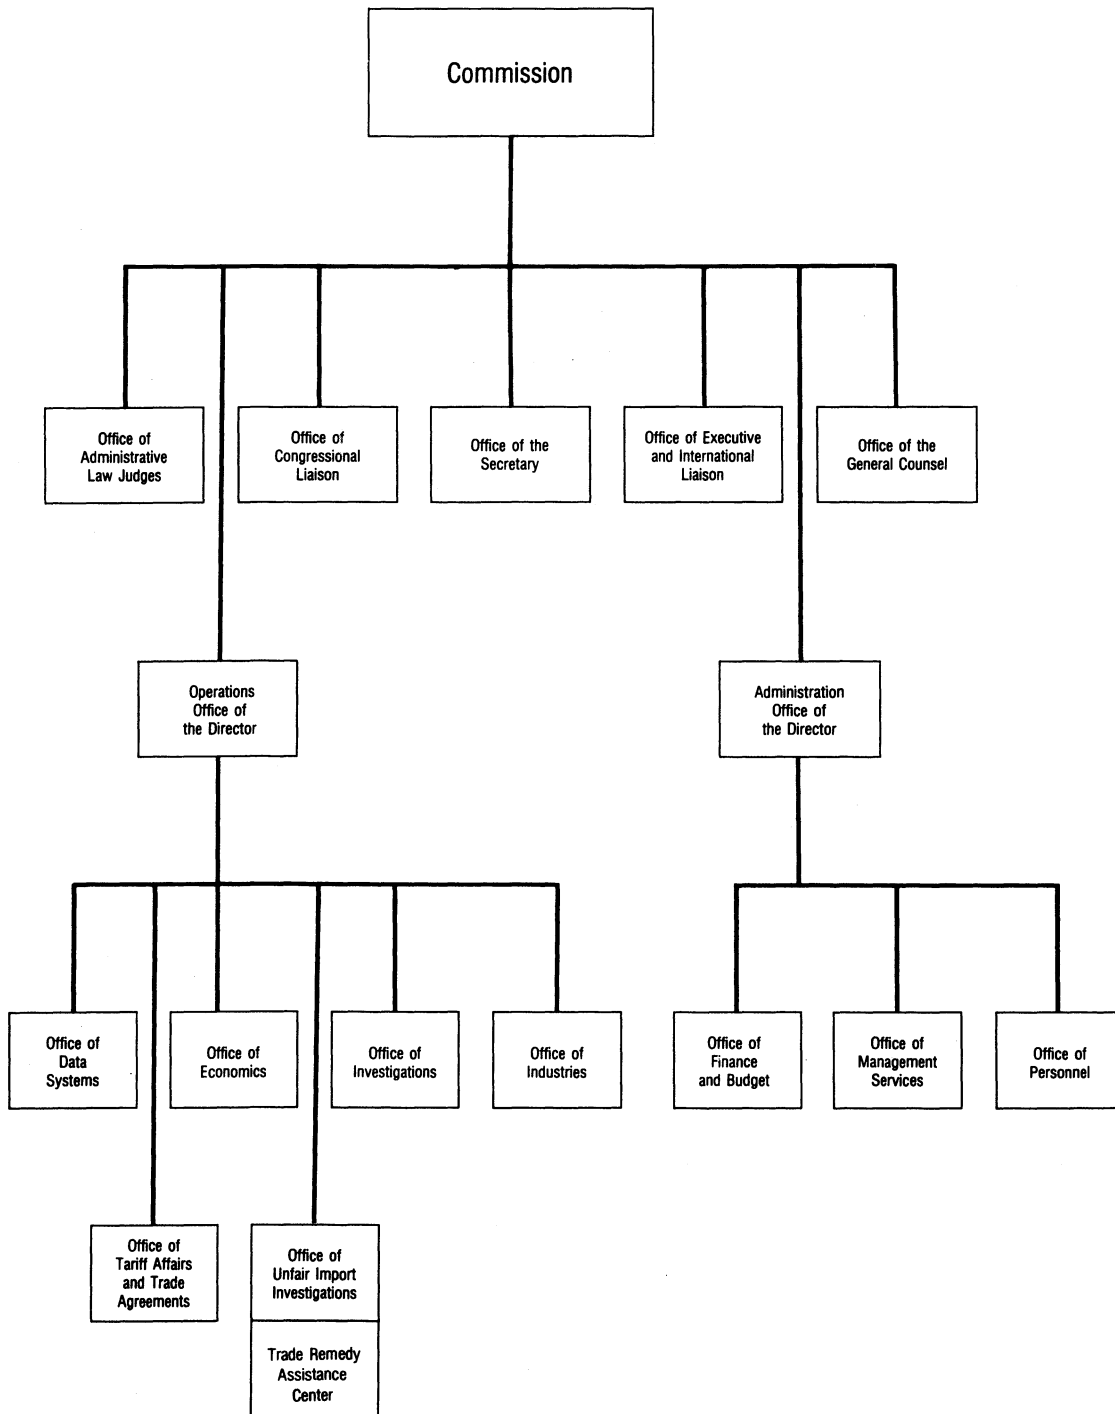 Commission
Office of
Administrative
Law Judges
Office of
Congressional
Liaison
Office of the
Secretary
Office of Executive
and International
Liaison
Office of the
General Counsel
Operations
Office of
the Director
Administration
Office of
the Director
Office of
Data
Systems
Office of
Economics
Office of
Investigations
Office of
Industries
Office of
Finance
and Budget
Office of
Management
Services
Office of
Personnel
Office of
Tariff Affairs
and Trade
Agreements
Office of
Unfair Import
Investigations
Trade Remedy
Assistance
Center